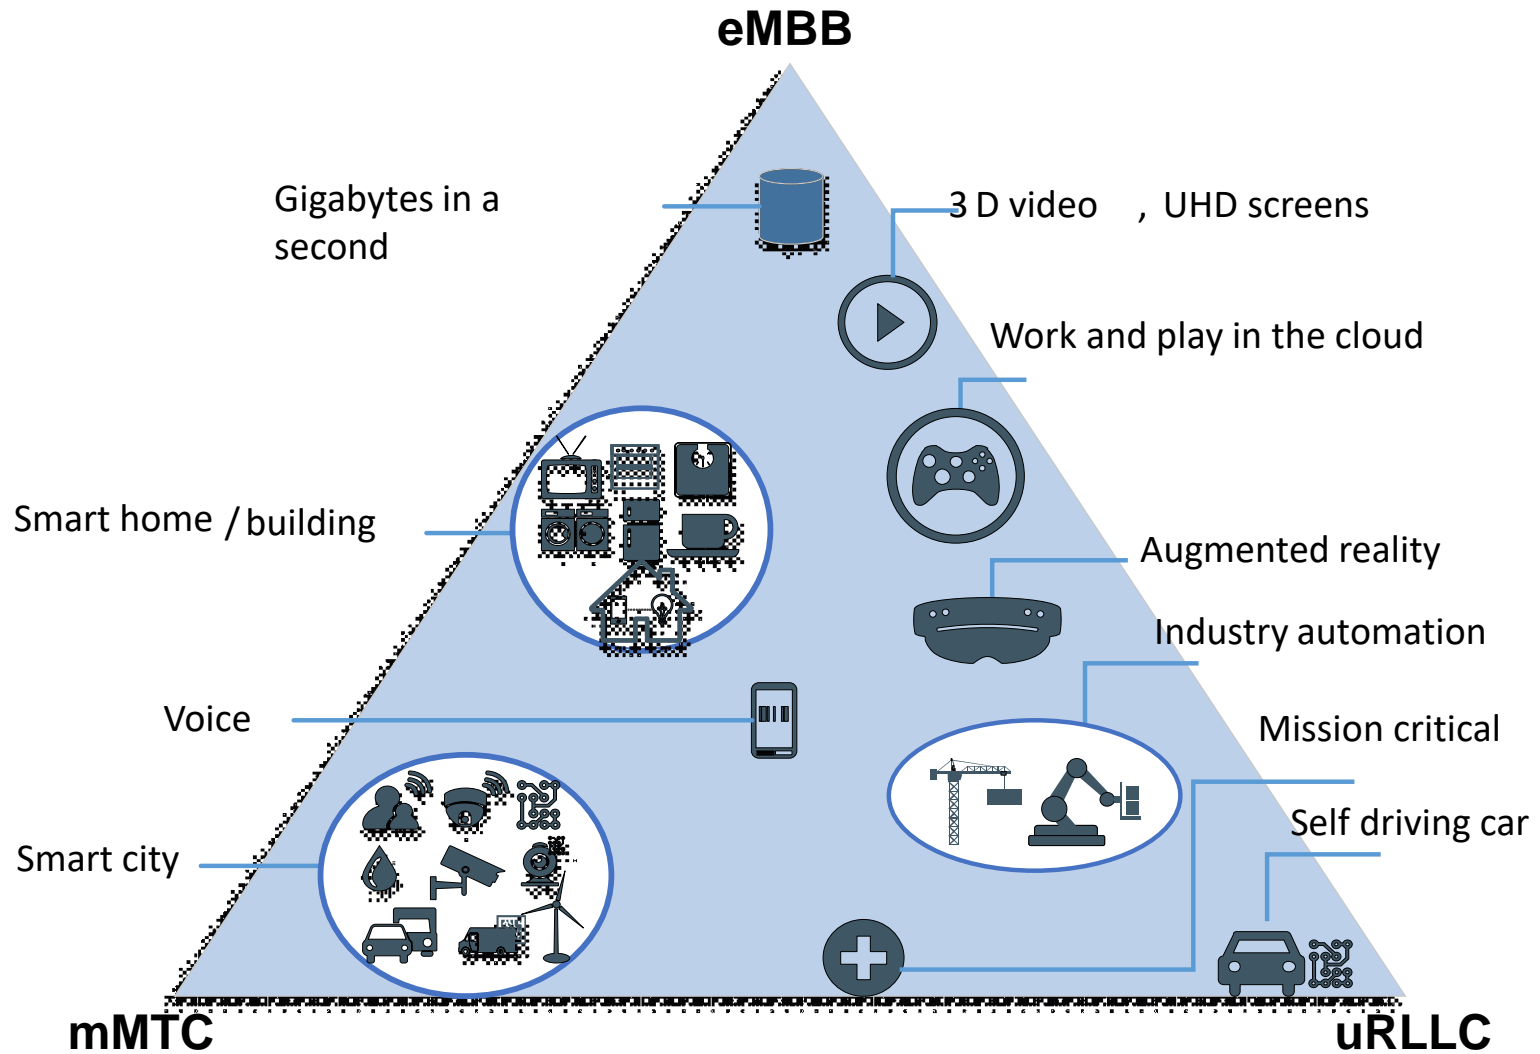 eMBB
Gigabytes in a
second
3 D video , UHD screens
Work and play in the cloud
Smart home / building
Augmented reality
Industry automation
Voice
Mission critical
Self driving car
Smart city
mMTC
uRLLC